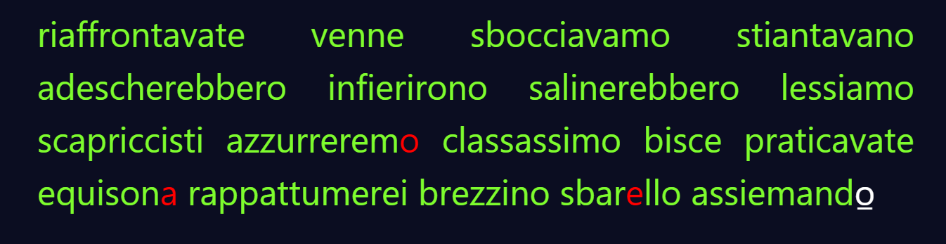 riaffrontavate venne sbocciavamo stiantavano
adescherebbero infierirono salinerebbero lessiamo
scapriccisti azzurreremo classassimo bisce praticavate
equisona rappattumerei brezzino sbarello assiemando